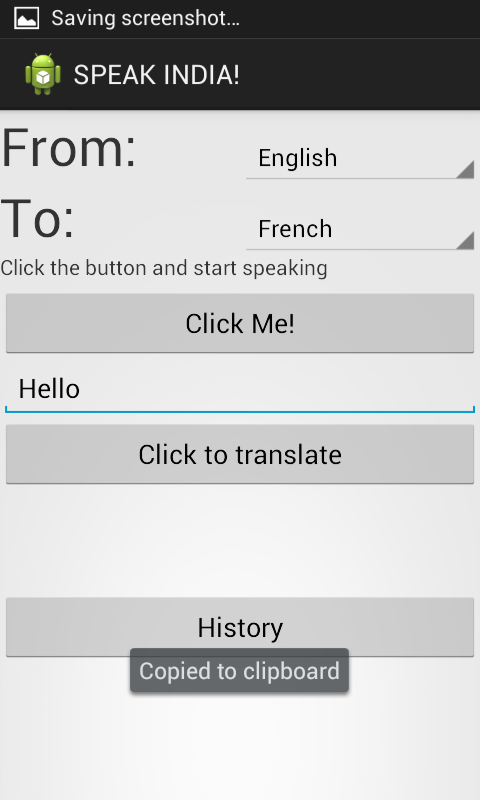 Saving screenshot...
SPEAK INDIA!
From:
English
To:
French
Click the button and start speaking
Click Me!
Hello
Click to translate
History
Copied to clipboard